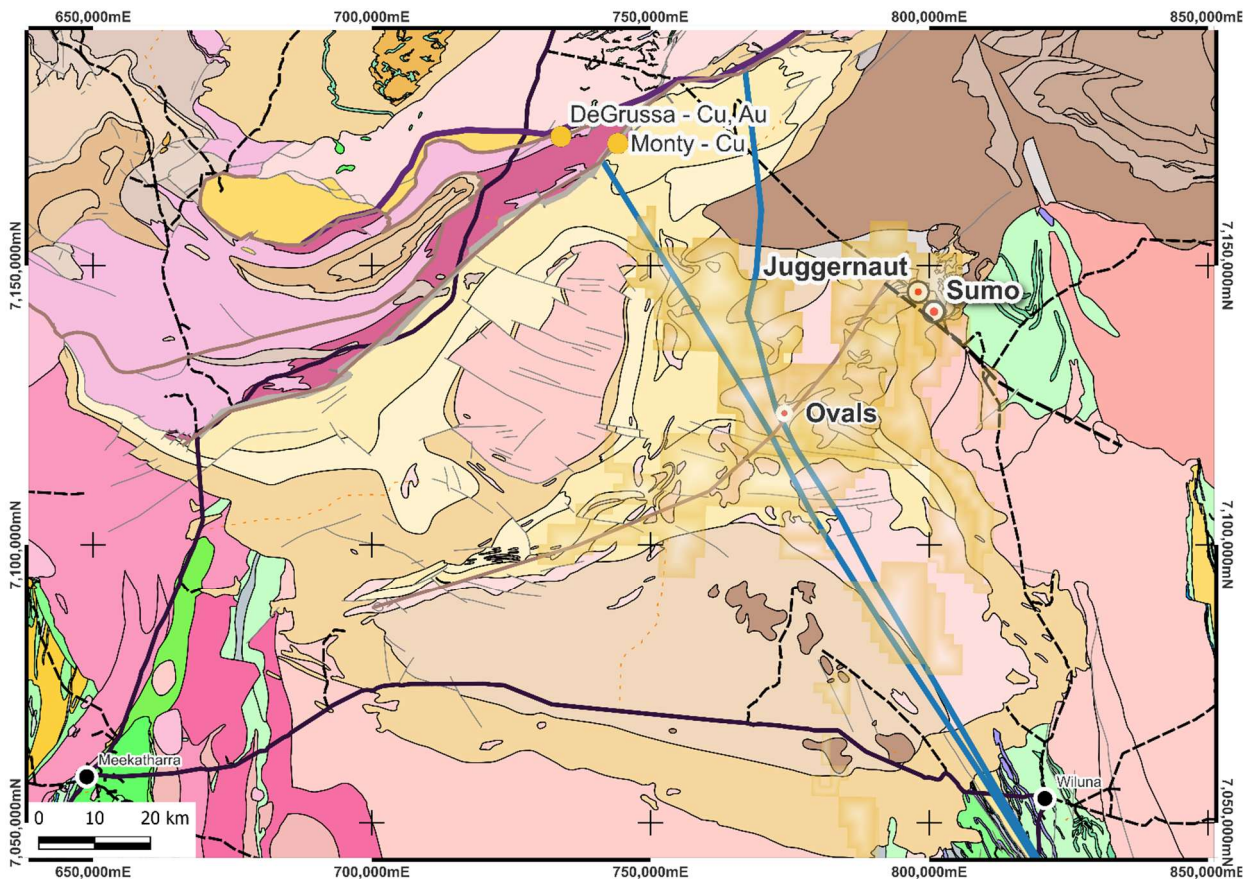 650,000mE
700,000mE
750,000mE
800,000mE
850,000mE
DeGrussa - Cu, Au
Monty - Cu
7,150,000mN
7,150,000mN
Juggernaut
Sumo
Ovals
7,100,000mN
7,100,000mN
Meekatharra
Wiluna
0 10 20 km
7,050,000mN
7,050,000mN
650,000mE
700,000mE
750,000mE
800,000mE
850,000mE